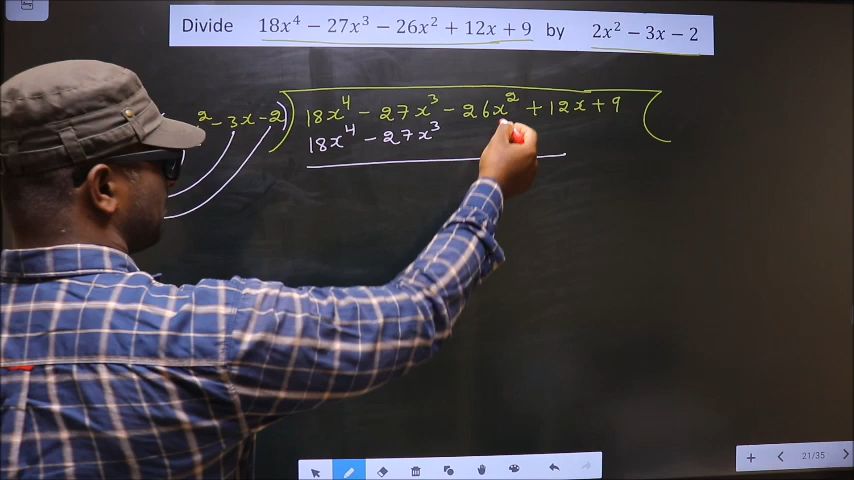 Divide 18x⁴ − 27x³ − 26x² + 12x + 9 by 2x² − 3x − 2
² - 3x - 2) 18x⁴ - 27x³ - 26x² + 12x + 9 (
18x⁴ - 27x³
21/35